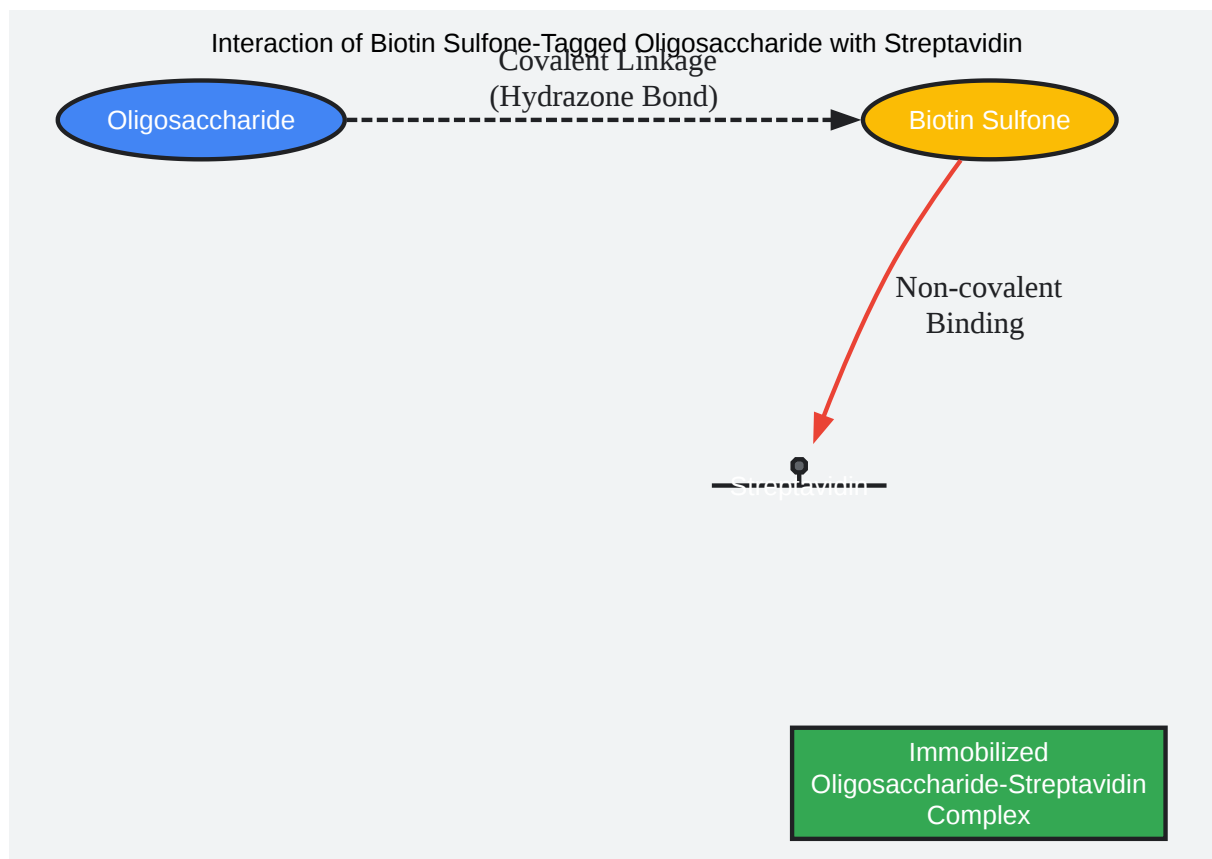 Interaction of Biotin Sulfone-Tagged Oligosaccharide with Streptavidin
Covalent Linkage
(Hydrazone Bond)
Oligosaccharide
Biotin Sulfone
Non-covalent
Binding
Streptavidin
Immobilized
Oligosaccharide-Streptavidin
Complex